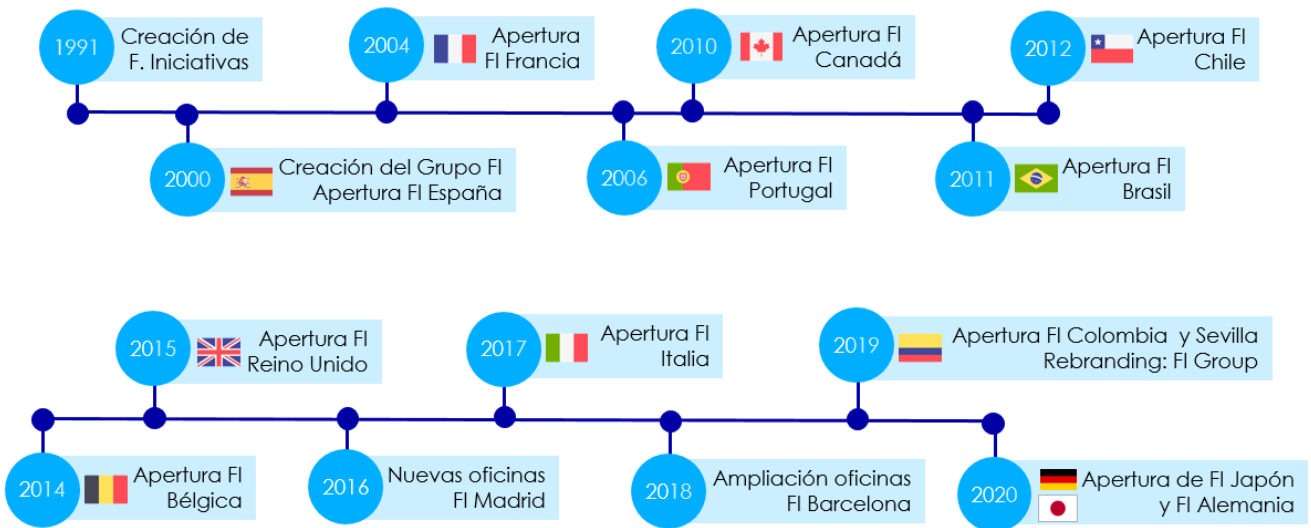 1991
Creación de
F. Iniciativas
2000
Creación del Grupo FI
Apertura FI España
2004
Apertura
FI Francia
2006
Apertura FI
Portugal
2010
Apertura FI
Canadá
2011
Apertura FI
Brasil
2012
Apertura FI
Chile
2014
Apertura FI
Bélgica
2015
Apertura FI
Reino Unido
2016
Nuevas oficinas
FI Madrid
2017
Apertura FI
Italia
2018
Ampliación oficinas
FI Barcelona
2019
Apertura FI Colombia y Sevilla
Rebranding: FI Group
2020
Apertura de FI Japón
y FI Alemania